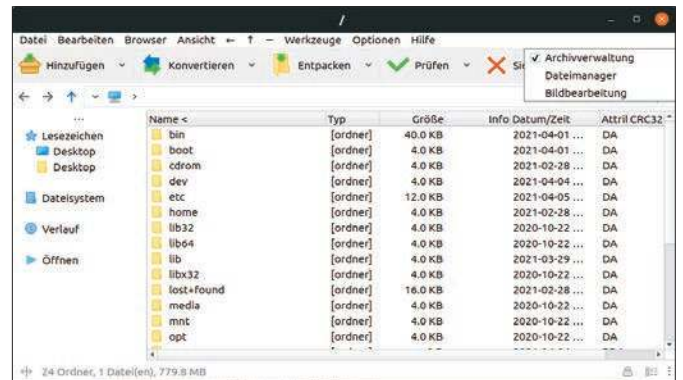 /
Datei Bearbeiten Browser Ansicht ← ↑ − Werkzeuge Optionen Hilfe
Hinzufügen Konvertieren Entpacken Prüfen
✓ Archivverwaltung
Dateimanager
Bildbearbeitung
...
Name < Typ Größe Info Datum/Zeit Attril CRC32
Lesezeichen
Desktop
Desktop
Dateisystem
Verlauf
Öffnen
bin [ordner] 40.0 KB 2021-04-01 ... DA
boot [ordner] 4.0 KB 2021-04-01 ... DA
cdrom [ordner] 4.0 KB 2021-02-28 ... DA
dev [ordner] 4.0 KB 2021-04-04 ... DA
etc [ordner] 12.0 KB 2021-04-05 ... DA
home [ordner] 4.0 KB 2021-02-28 ... DA
lib32 [ordner] 4.0 KB 2020-10-22 ... DA
lib64 [ordner] 4.0 KB 2020-10-22 ... DA
lib [ordner] 4.0 KB 2021-03-29 ... DA
libx32 [ordner] 4.0 KB 2020-10-22 ... DA
lost+found [ordner] 16.0 KB 2021-02-28 ... DA
media [ordner] 4.0 KB 2020-10-22 ... DA
mnt [ordner] 4.0 KB 2020-10-22 ... DA
opt [ordner] 4.0 KB 2020-10-22 ... DA
24 Ordner, 1 Datei(en), 779.8 MB